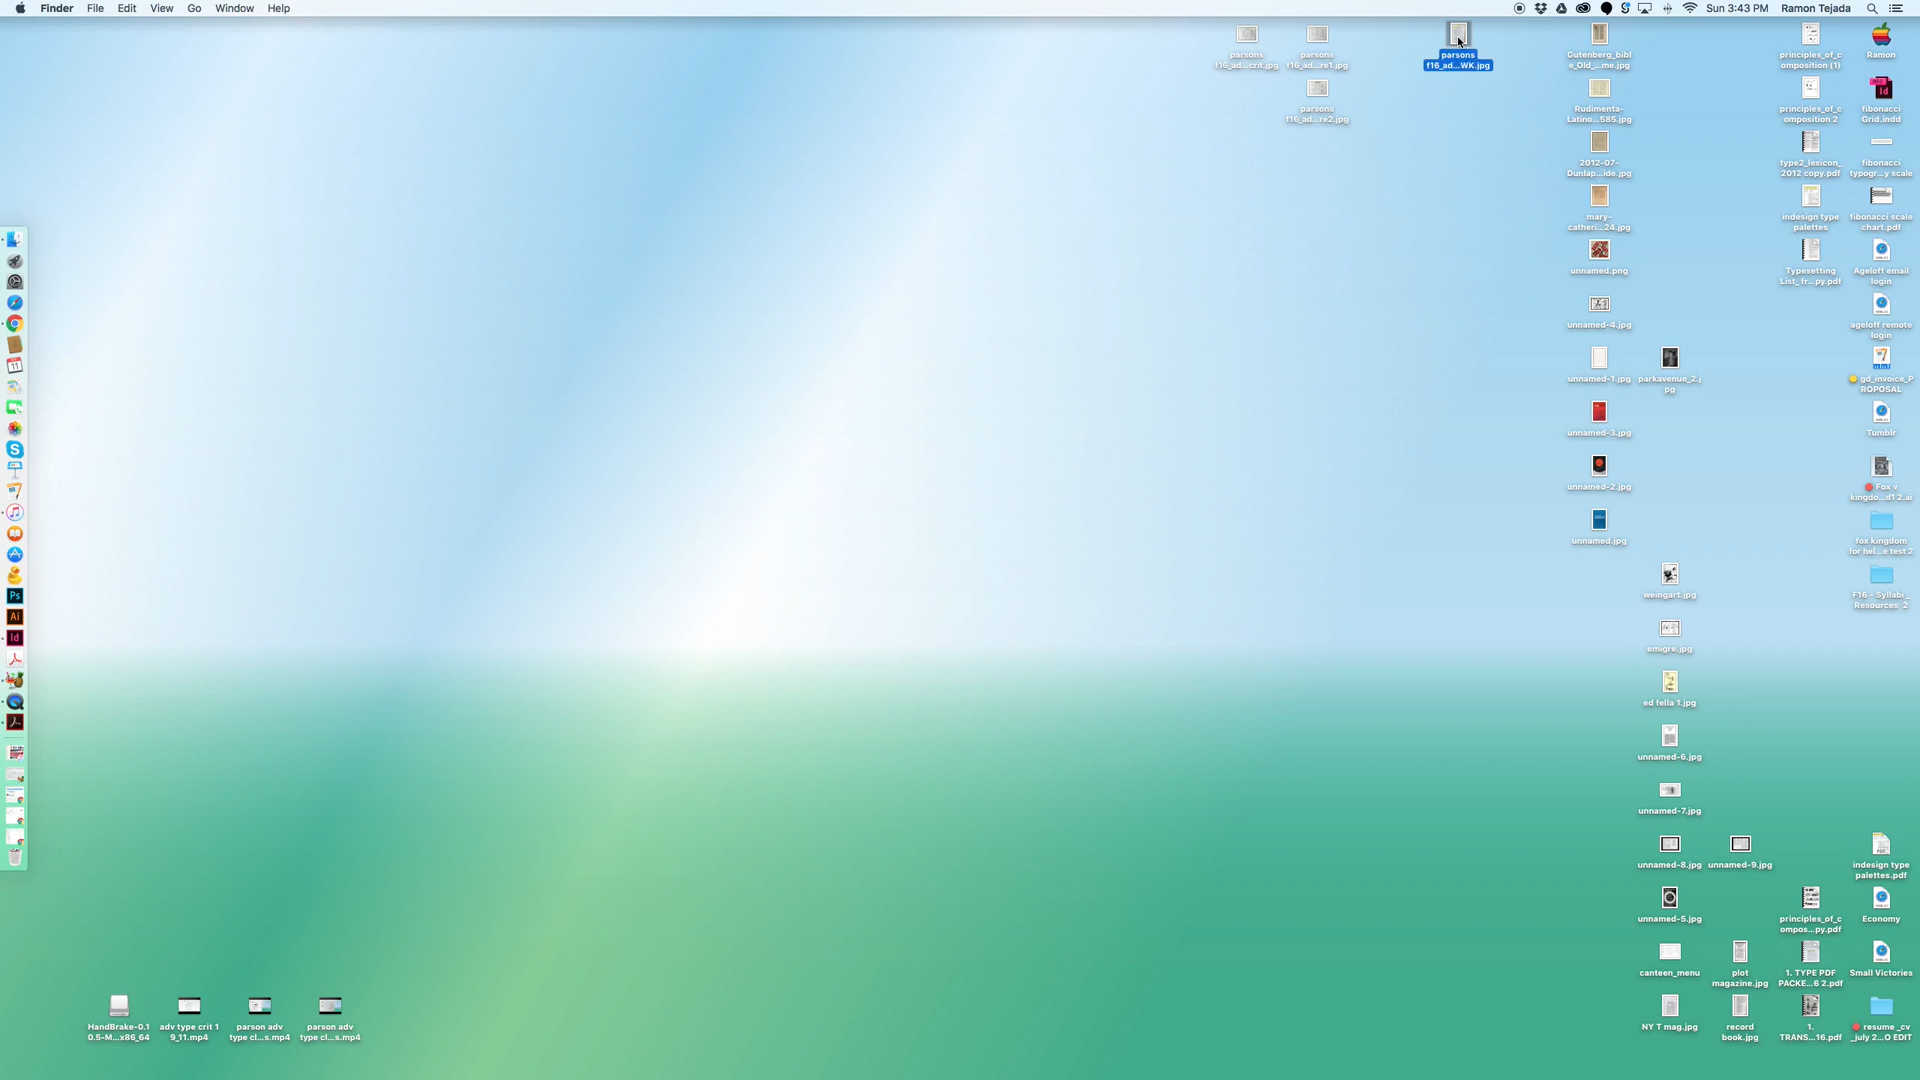 Finder File Edit View Go Window Help
Sun 3:43 PM Ramon Tejada
parsons
f16_ad...crit.jpg
parsons
f16_ad...re1.jpg
parsons
f16_ad...WK.jpg
Gutenberg_bibl
e_Old_...me.jpg
principles_of_c
omposition (1)
Ramon
parsons
f16_ad...re2.jpg
Rudimenta-
Latino...585.jpg
principles_of_c
omposition 2
fibonacci
Grid.indd
2012-07-
Dunlap...ide.jpg
type2_lexicon_
2012 copy.pdf
fibonacci
typogr...y scale
mary-
catheri...24.jpg
indesign type
palettes
fibonacci scale
chart.pdf
unnamed.png
Typesetting
List_ fr...py.pdf
Ageloff email
login
unnamed-4.jpg
ageloff remote
login
unnamed-1.jpg
parkavenue_2.j
pg
gd_invoice_P
ROPOSAL
unnamed-3.jpg
Tumblr
unnamed-2.jpg
Fox v
kingdo...d1 2.ai
unnamed.jpg
fox kingdom
for hel...e test 2
weingart.jpg
F16 - Syllabi _
Resources 2
emigre.jpg
ed fella 1.jpg
unnamed-6.jpg
unnamed-7.jpg
unnamed-8.jpg
unnamed-9.jpg
indesign type
palettes.pdf
unnamed-5.jpg
principles_of_c
ompos...py.pdf
Economy
canteen_menu
plot
magazine.jpg
1. TYPE PDF
PACKE...6 2.pdf
Small Victories
HandBrake-0.1
0.5-M...x86_64
adv type crit 1
9_11.mp4
parson adv
type cl...s.mp4
parson adv
type cl...s.mp4
NY T mag.jpg
record
book.jpg
1.
TRANS...16.pdf
resume _cv
_july 2...O EDIT
11
Ps
Ai
Id